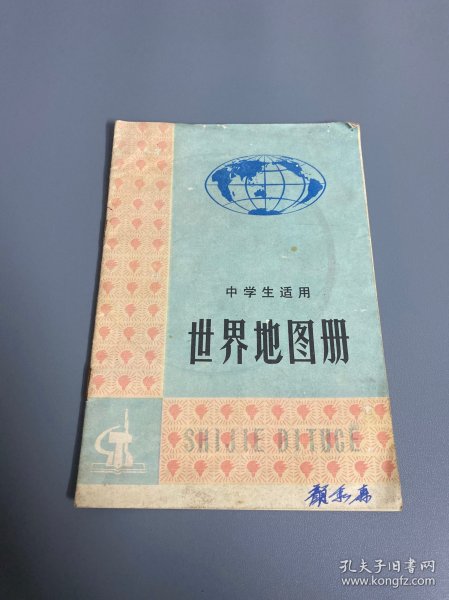 中学生适用
世界地图册
SHIJIE DITUCE
孔夫子旧书网
www.kongfz.com